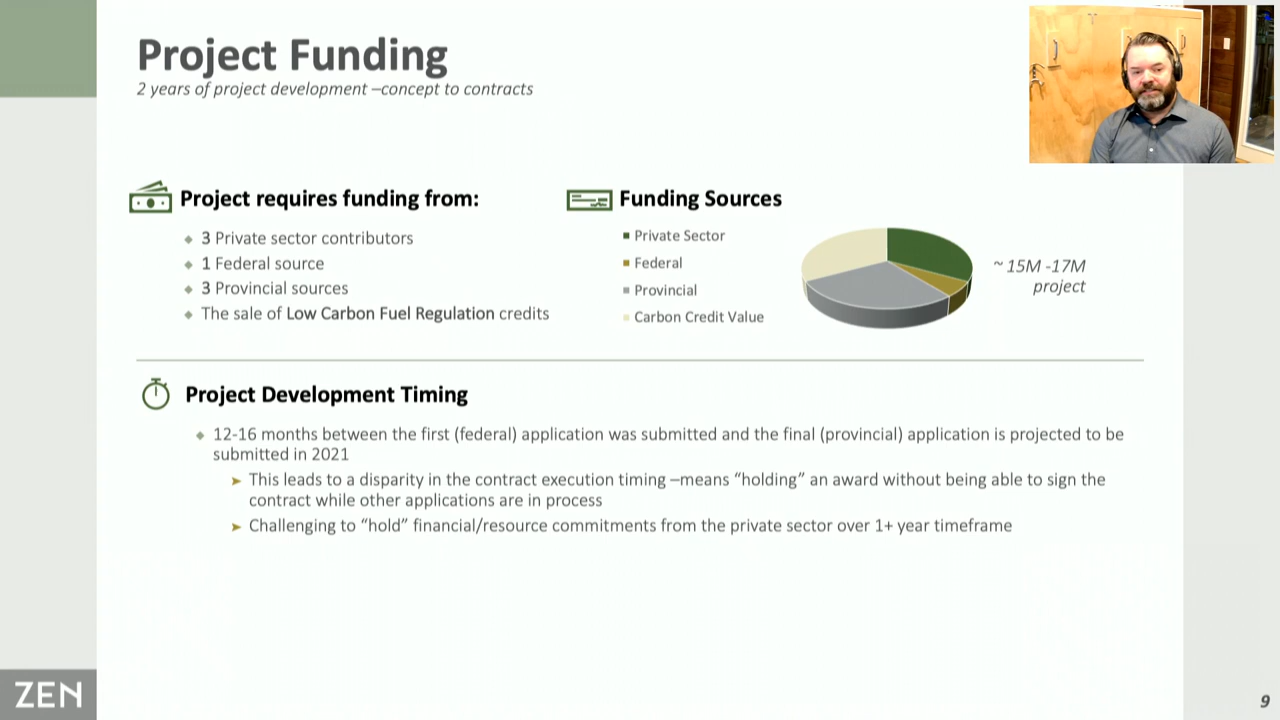 Project Funding
2 years of project development –concept to contracts
Project requires funding from:
3 Private sector contributors
1 Federal source
3 Provincial sources
The sale of Low Carbon Fuel Regulation credits
Funding Sources
Private Sector
Federal
Provincial
Carbon Credit Value
~ 15M -17M
project
Project Development Timing
12-16 months between the first (federal) application was submitted and the final (provincial) application is projected to be
submitted in 2021
This leads to a disparity in the contract execution timing –means “holding” an award without being able to sign the
contract while other applications are in process
Challenging to “hold” financial/resource commitments from the private sector over 1+ year timeframe
ZEN
9